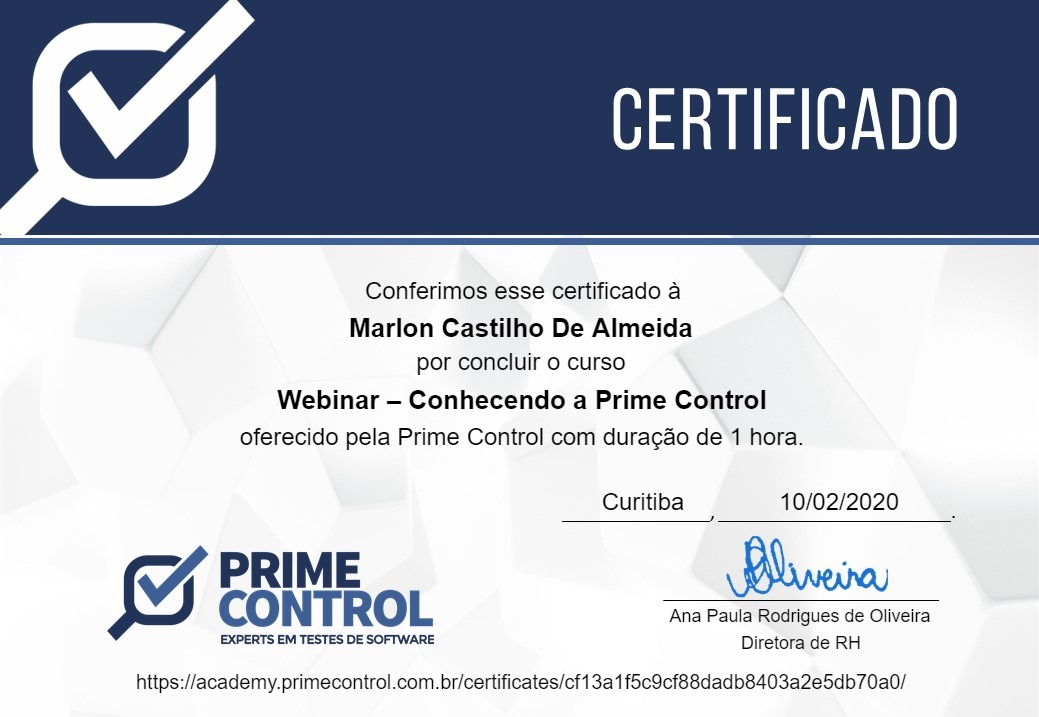 CERTIFICADO
Conferimos esse certificado à
Marlon Castilho De Almeida
por concluir o curso
Webinar – Conhecendo a Prime Control
oferecido pela Prime Control com duração de 1 hora.
Curitiba, 10/02/2020.
Oliveira
Ana Paula Rodrigues de Oliveira
Diretora de RH
PRIME
CONTROL
EXPERTS EM TESTES DE SOFTWARE
https://academy.primecontrol.com.br/certificates/cf13a1f5c9cf88dadb8403a2e5db70a0/